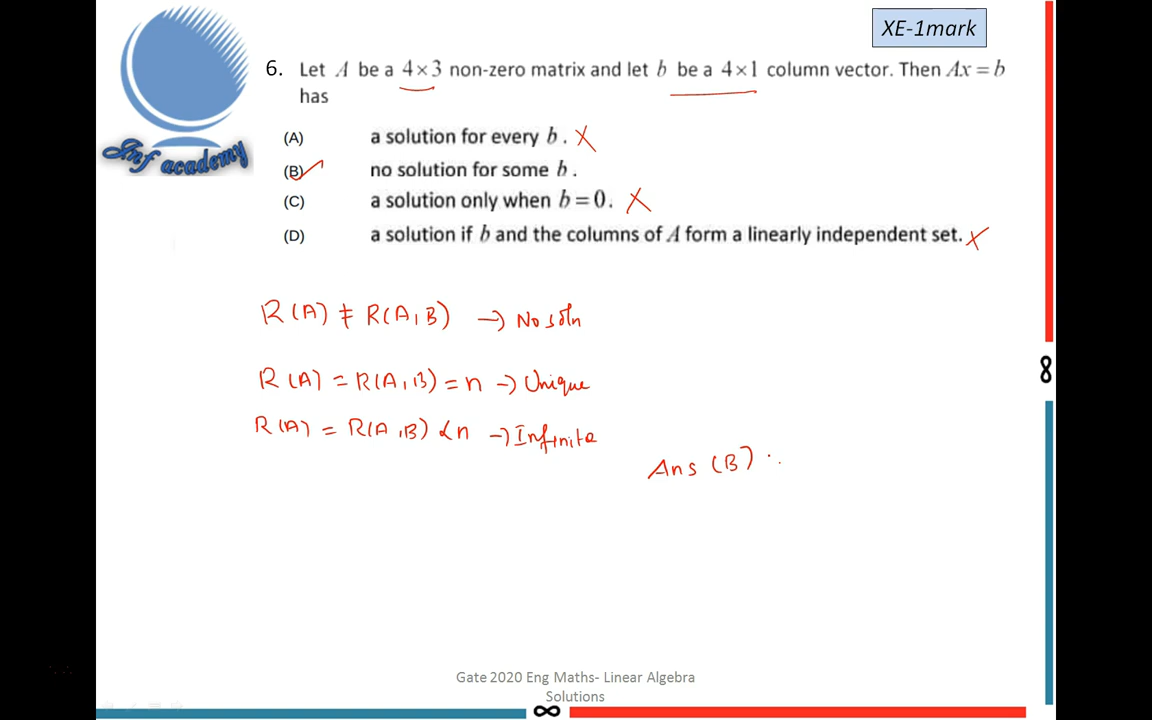 XE-1mark
6. Let A be a 4×3 non-zero matrix and let b be a 4×1 column vector. Then Ax = b
has
(A) a solution for every b. X
(B) ✓ no solution for some b.
(C) a solution only when b = 0. X
(D) a solution if b and the columns of A form a linearly independent set. X
Inf academy
R(A) ≠ R(A,B) → No soln
R(A) = R(A,B) = n → Unique
R(A) = R(A,B) < n → Infinite
Ans (B).
8
Gate 2020 Eng Maths- Linear Algebra
Solutions
∞